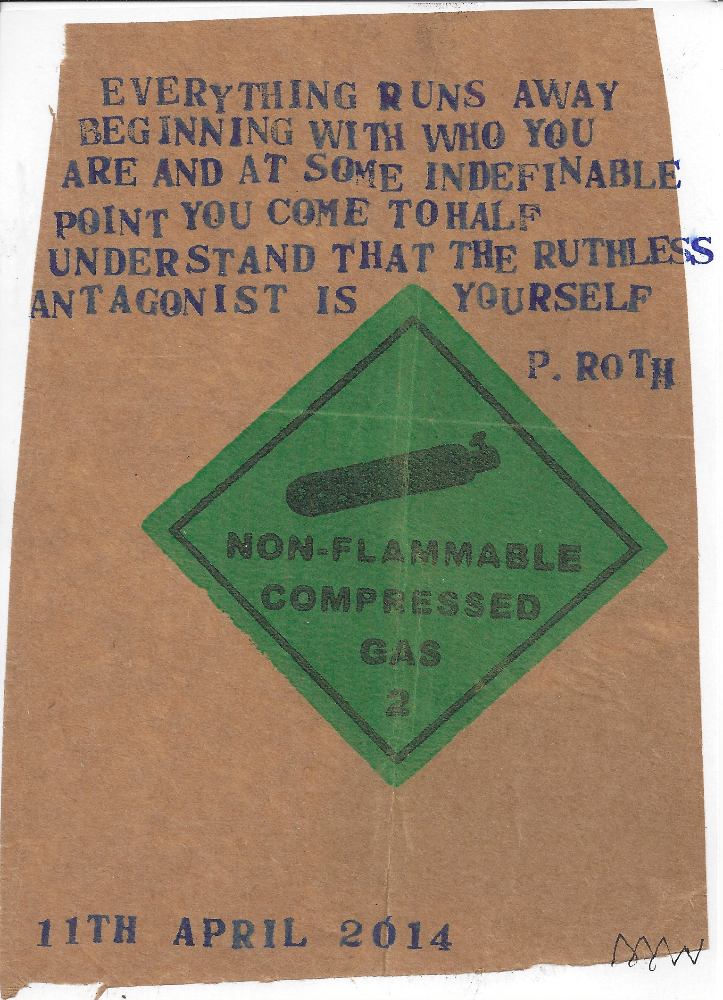 EVERYTHING RUNS AWAY
BEGINNING WITH WHO YOU
ARE AND AT SOME INDEFINABLE
POINT YOU COME TO HALF
UNDERSTAND THAT THE RUTHLESS
ANTAGONIST IS YOURSELF
P. ROTH
NON-FLAMMABLE
COMPRESSED
GAS
2
11TH APRIL 2014